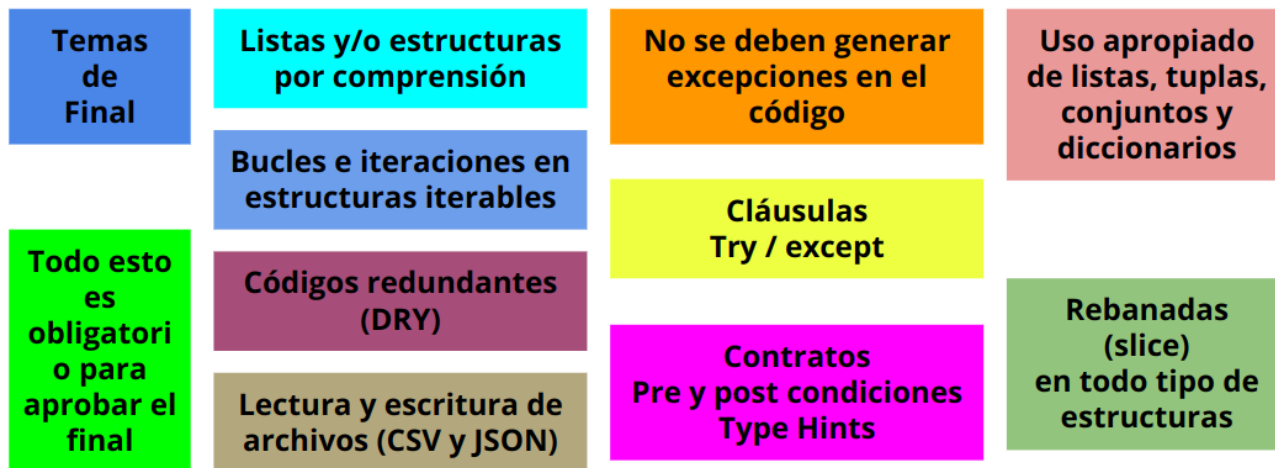 Temas
de
Final
Todo esto
es
obligatori
o para
aprobar el
final
Listas y/o estructuras
por comprensión
Bucles e iteraciones en
estructuras iterables
Códigos redundantes
(DRY)
Lectura y escritura de
archivos (CSV y JSON)
No se deben generar
excepciones en el
código
Cláusulas
Try / except
Contratos
Pre y post condiciones
Type Hints
Uso apropiado
de listas, tuplas,
conjuntos y
diccionarios
Rebanadas
(slice)
en todo tipo de
estructuras